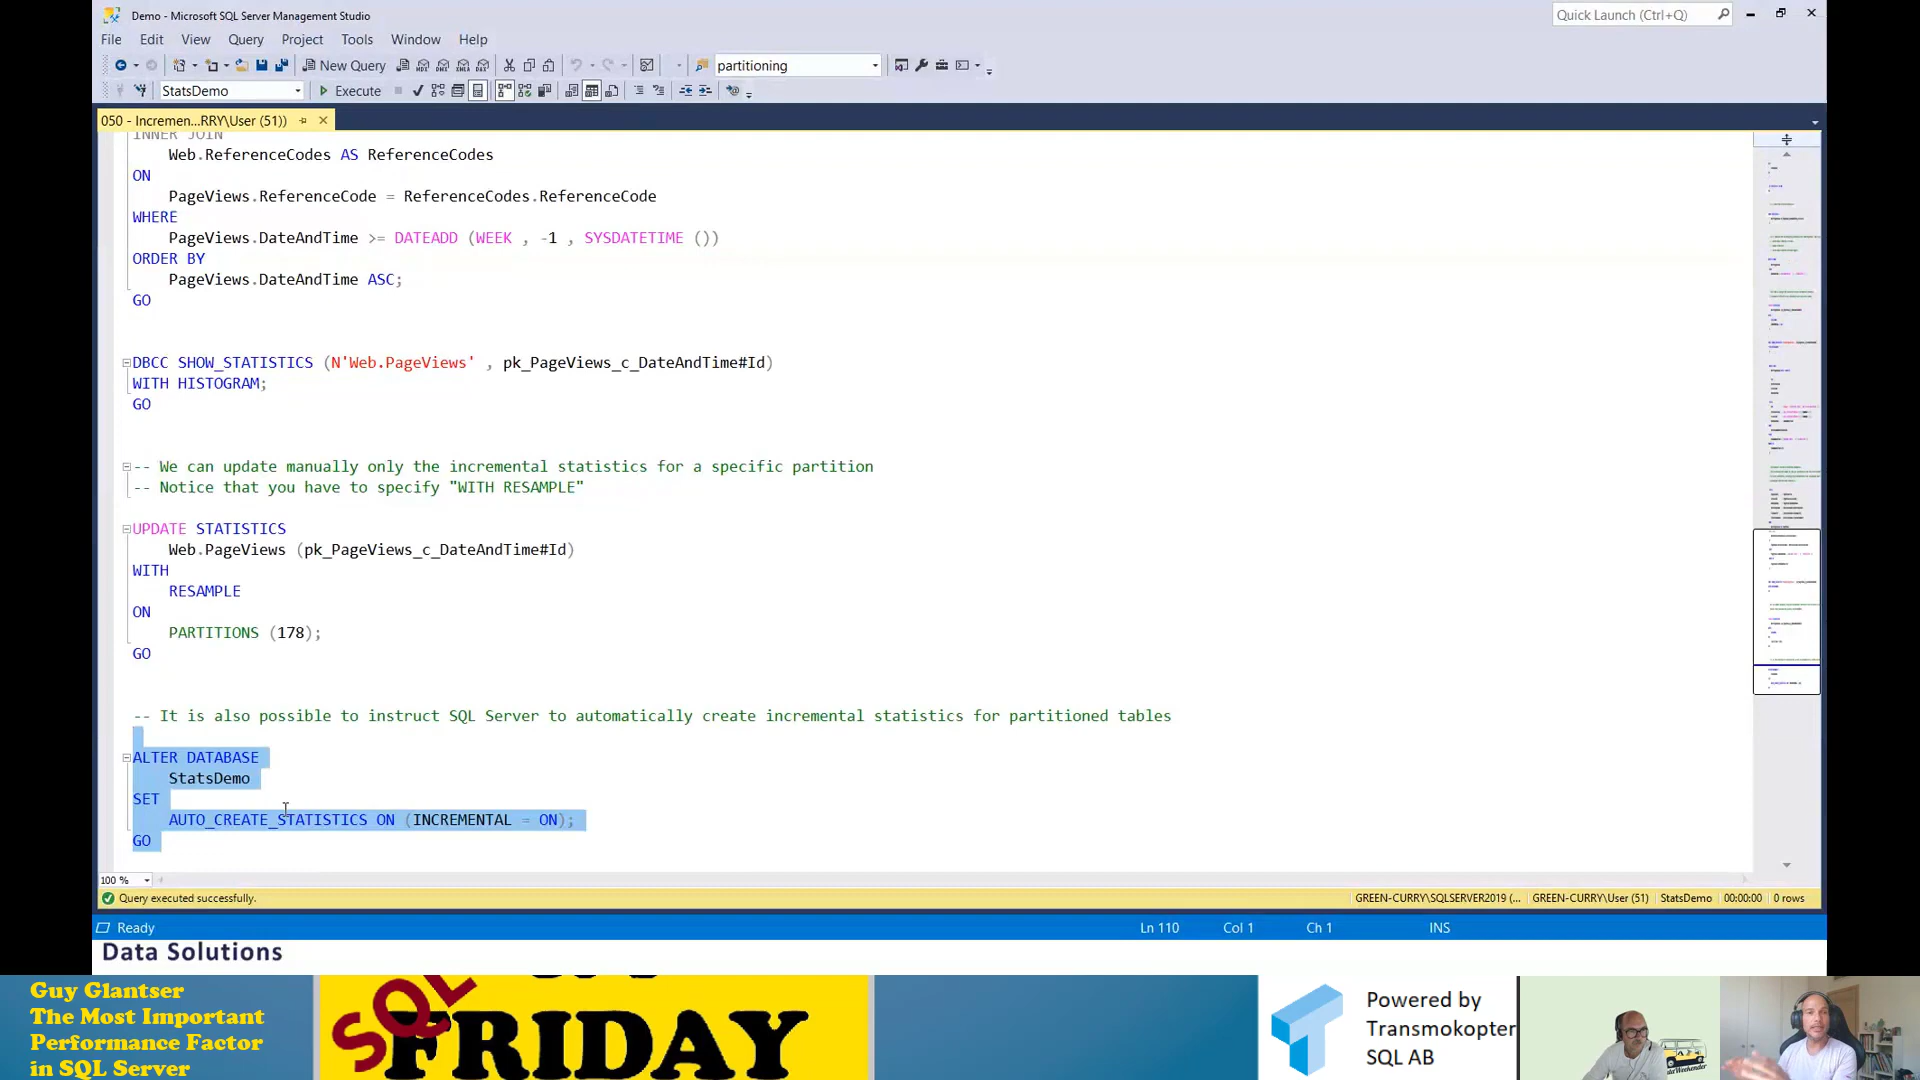 Demo - Microsoft SQL Server Management Studio
Quick Launch (Ctrl+Q)
File Edit View Query Project Tools Window Help
New Query
partitioning
StatsDemo
Execute
050 - Incremen...RRY\User (51))
INNER JOIN
Web.ReferenceCodes AS ReferenceCodes
ON
PageViews.ReferenceCode = ReferenceCodes.ReferenceCode
WHERE
PageViews.DateAndTime >= DATEADD (WEEK , -1 , SYSDATETIME ())
ORDER BY
PageViews.DateAndTime ASC;
GO
DBCC SHOW_STATISTICS (N'Web.PageViews' , pk_PageViews_c_DateAndTime#Id)
WITH HISTOGRAM;
GO
-- We can update manually only the incremental statistics for a specific partition
-- Notice that you have to specify "WITH RESAMPLE"
UPDATE STATISTICS
Web.PageViews (pk_PageViews_c_DateAndTime#Id)
WITH
RESAMPLE
ON
PARTITIONS (178);
GO
-- It is also possible to instruct SQL Server to automatically create incremental statistics for partitioned tables
ALTER DATABASE
StatsDemo
SET
AUTO_CREATE_STATISTICS ON (INCREMENTAL = ON);
GO
100 %
Query executed successfully.
GREEN-CURRY\SQLSERVER2019 (... GREEN-CURRY\User (51) StatsDemo 00:00:00 0 rows
Ready
Ln 110 Col 1 Ch 1 INS
Data Solutions
Guy Glantser
The Most Important
Performance Factor
in SQL Server
SQL
FRIDAY
Powered by
Transmokopter
SQL AB